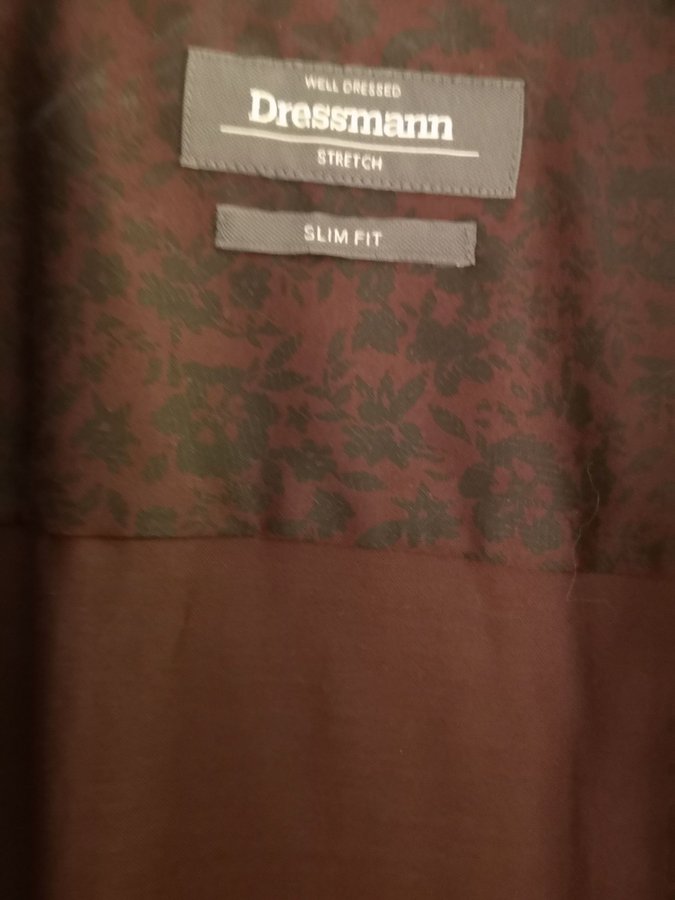 WELL DRESSED
Dressmann
STRETCH
SLIM FIT